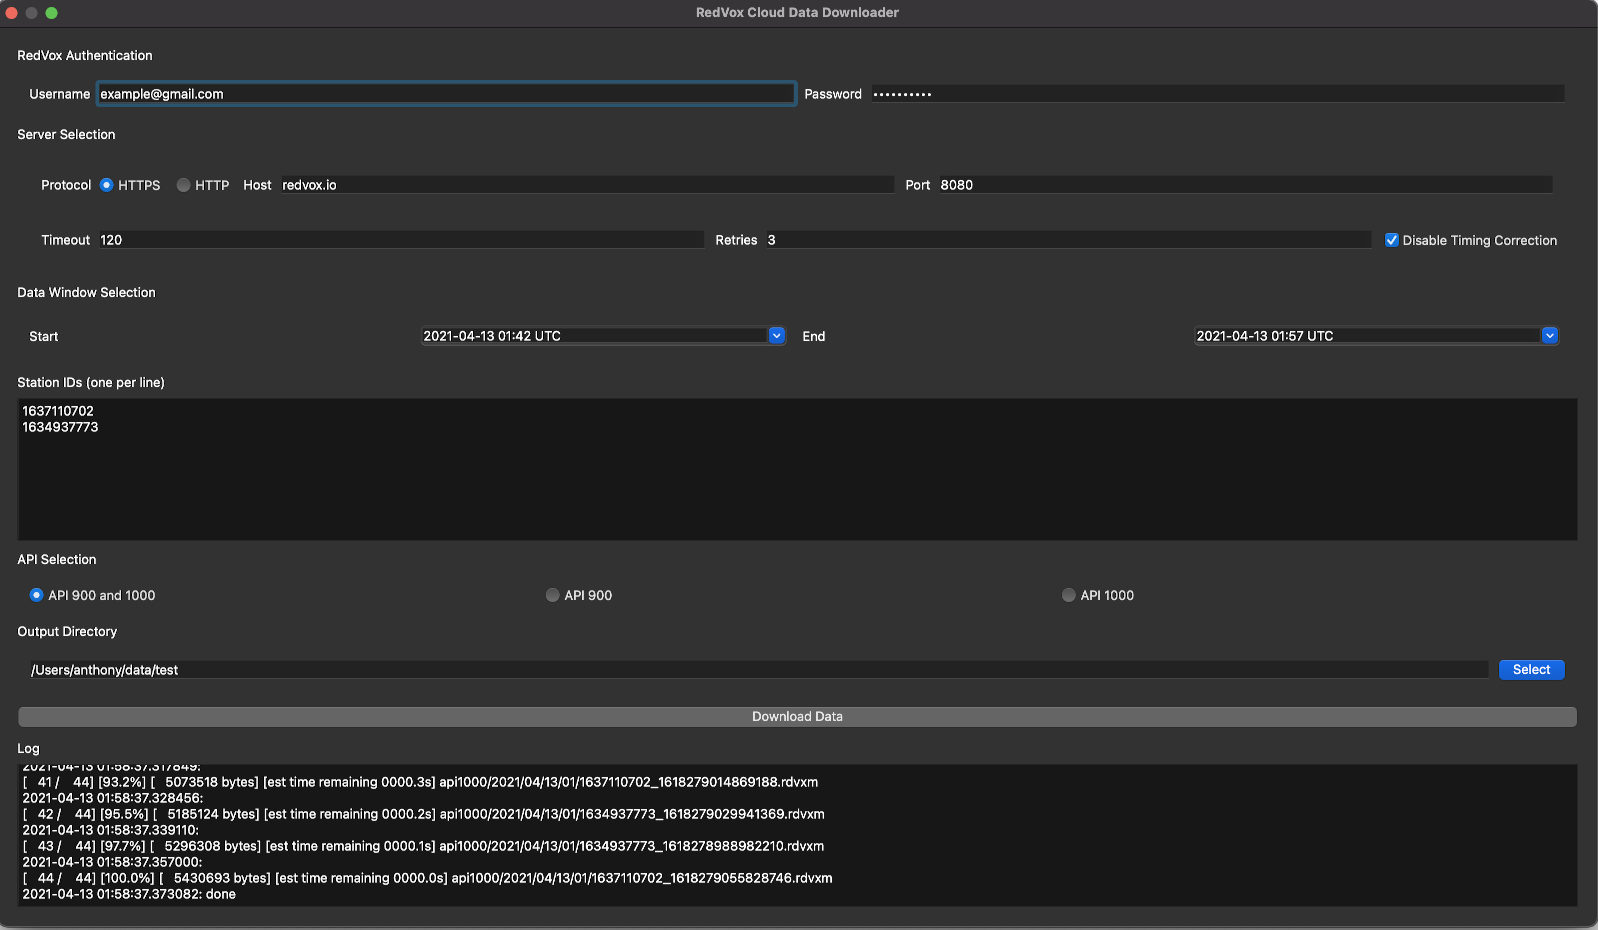 RedVox Cloud Data Downloader
RedVox Authentication
Username example@gmail.com Password ••••••••••
Server Selection
Protocol HTTPS HTTP Host redvox.io Port 8080
Timeout 120 Retries 3 Disable Timing Correction
Data Window Selection
Start 2021-04-13 01:42 UTC End 2021-04-13 01:57 UTC
Station IDs (one per line)
1637110702
1634937773
API Selection
API 900 and 1000 API 900 API 1000
Output Directory
/Users/anthony/data/test Select
Download Data
Log
2021-04-13 01:58:37.317849:
[ 41 / 44] [93.2%] [ 5073518 bytes] [est time remaining 0000.3s] api1000/2021/04/13/01/1637110702_1618279014869188.rdvxm
2021-04-13 01:58:37.328456:
[ 42 / 44] [95.5%] [ 5185124 bytes] [est time remaining 0000.2s] api1000/2021/04/13/01/1634937773_1618279029941369.rdvxm
2021-04-13 01:58:37.339110:
[ 43 / 44] [97.7%] [ 5296308 bytes] [est time remaining 0000.1s] api1000/2021/04/13/01/1634937773_1618278988982210.rdvxm
2021-04-13 01:58:37.357000:
[ 44 / 44] [100.0%] [ 5430693 bytes] [est time remaining 0000.0s] api1000/2021/04/13/01/1637110702_1618279055828746.rdvxm
2021-04-13 01:58:37.373082: done